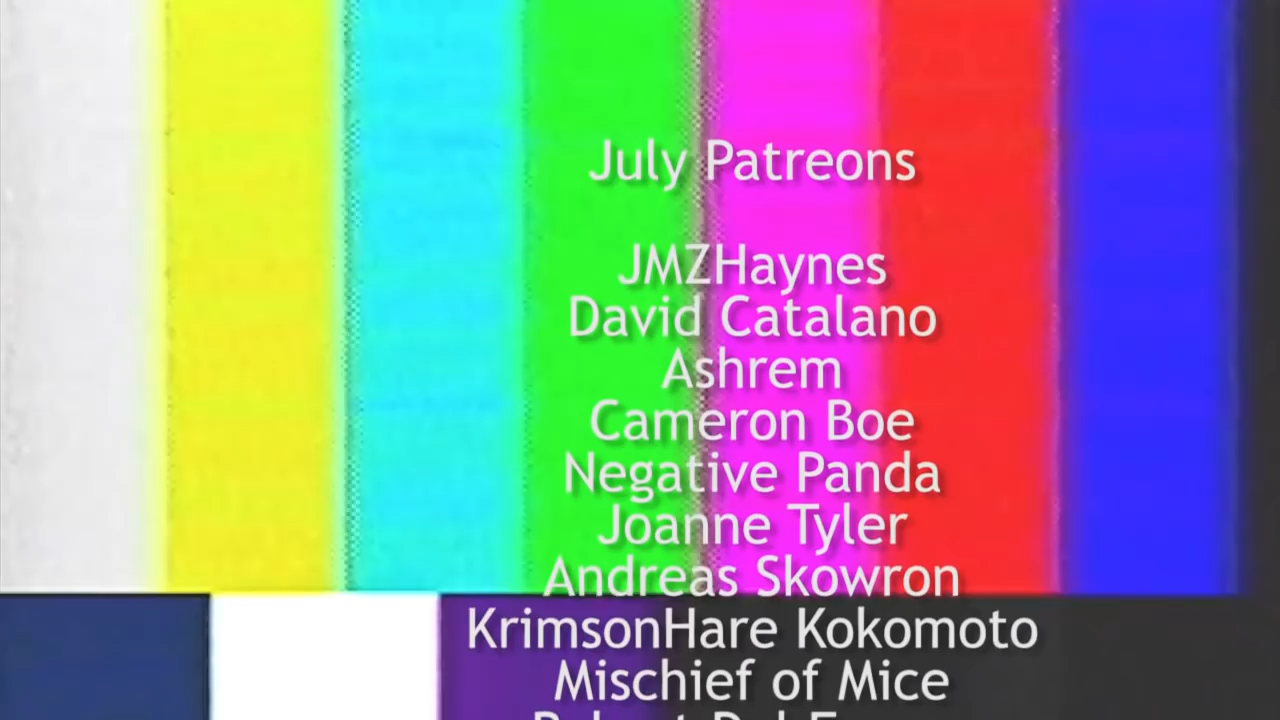 July Patreons
JMZHaynes
David Catalano
Ashrem
Cameron Boe
Negative Panda
Joanne Tyler
Andreas Skowron
KrimsonHare Kokomoto
Mischief of Mice